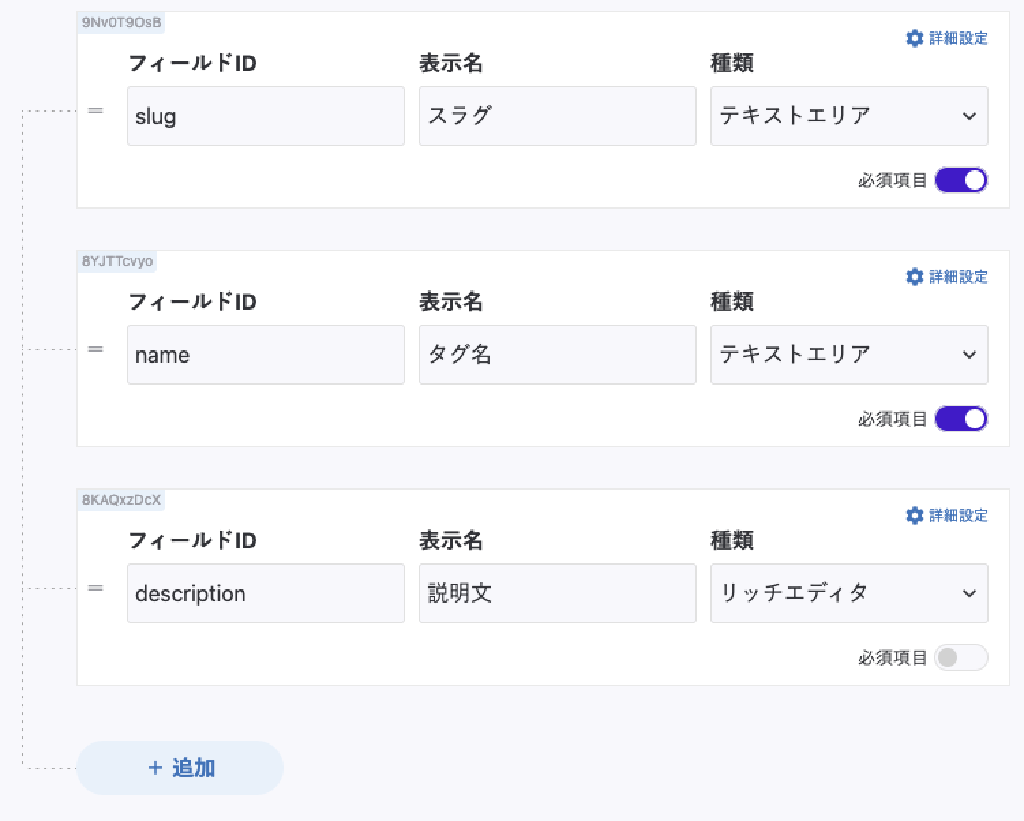 9Nv0T9OsB
詳細設定
フィールドID 表示名 種類
slug スラグ テキストエリア
必須項目
8YJTTcvyo
詳細設定
フィールドID 表示名 種類
name タグ名 テキストエリア
必須項目
8KAQxzDcX
詳細設定
フィールドID 表示名 種類
description 説明文 リッチエディタ
必須項目
+ 追加